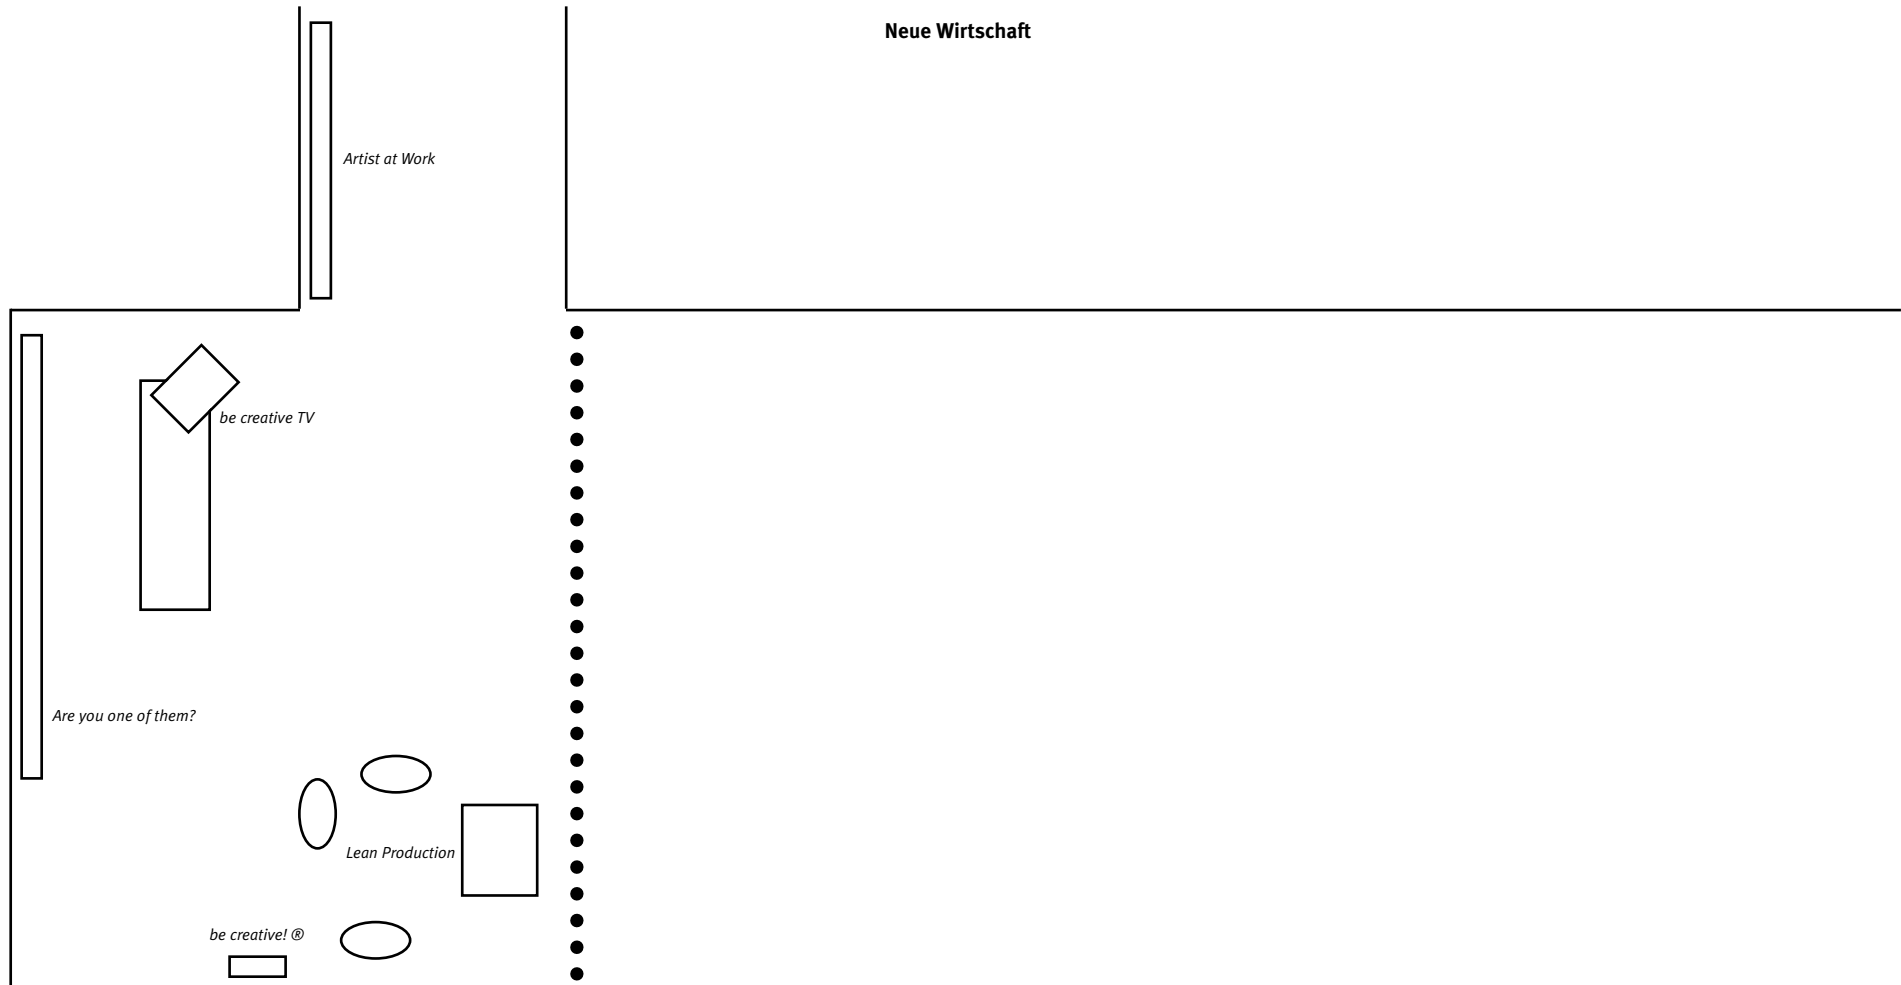 Neue Wirtschaft
Artist at Work
be creative TV
Are you one of them?
Lean Production
be creative! ®